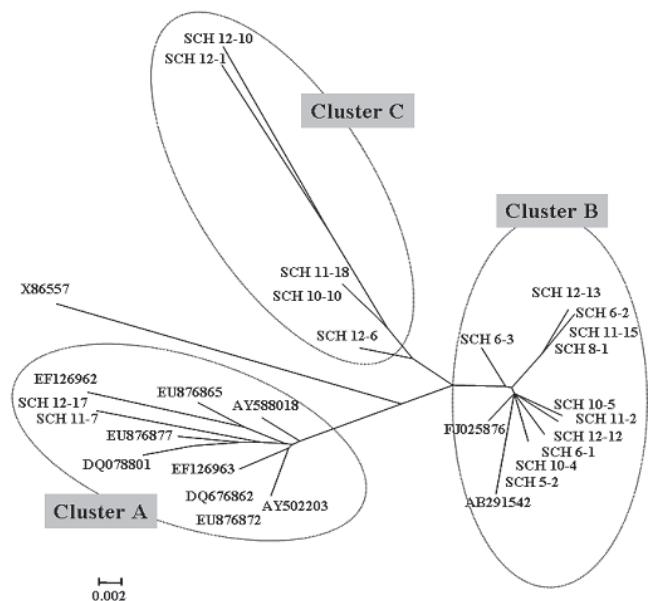 SCH 12-10
SCH 12-1
Cluster C
SCH 11-18
SCH 10-10
SCH 12-6
X86557
Cluster B
SCH 12-13
SCH 6-2
SCH 11-15
SCH 8-1
SCH 6-3
SCH 10-5
SCH 11-2
SCH 12-12
SCH 6-1
SCH 10-4
SCH 5-2
FJ025876
AB291542
EF126962
SCH 12-17
SCH 11-7
EU876865
AY588018
EU876877
DQ078801
EF126963
DQ676862
EU876872
AY502203
Cluster A
0.002